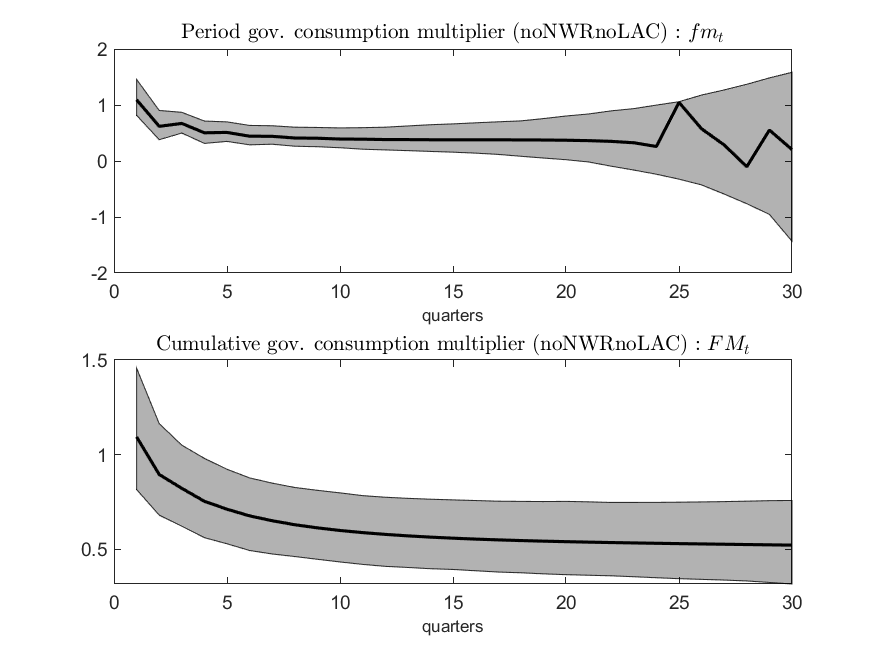 Period gov. consumption multiplier (noNWRnoLAC) : fm_t
2
1
0
-1
-2
0 5 10 15 20 25 30
quarters
Cumulative gov. consumption multiplier (noNWRnoLAC) : FM_t
1.5
1
0.5
0 5 10 15 20 25 30
quarters